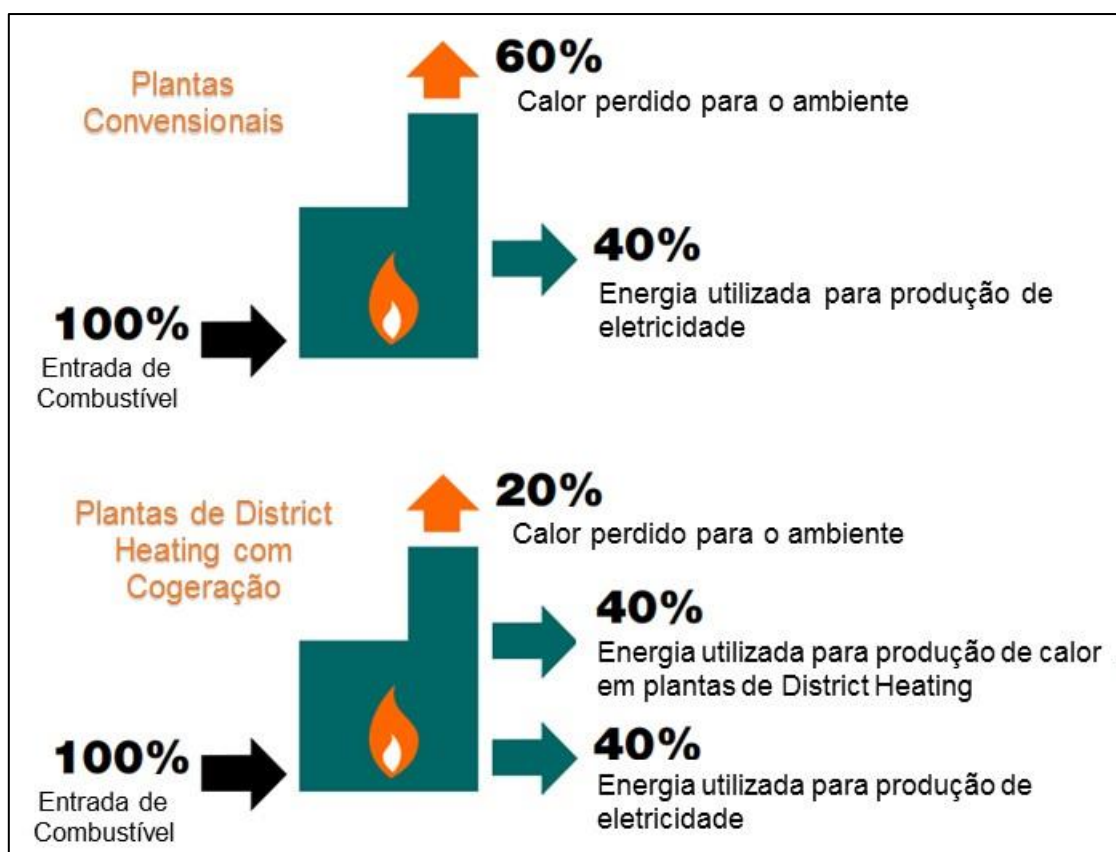 60%
Calor perdido para o ambiente
Plantas
Convensionais
40%
Energia utilizada para produção de
eletricidade
100%
Entrada de
Combustível
20%
Calor perdido para o ambiente
Plantas de District
Heating com
Cogeração
40%
Energia utilizada para produção de calor
em plantas de District Heating
40%
Energia utilizada para produção de
eletricidade
100%
Entrada de
Combustível